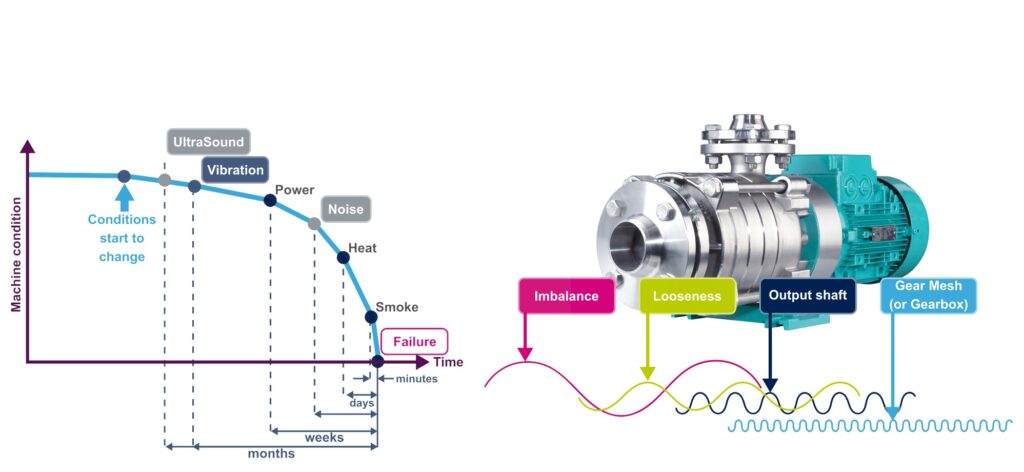 UltraSound
Vibration
Power
Noise
Conditions
start to
change
Heat
Machine condition
Smoke
Failure
Time
minutes
days
weeks
months
Imbalance
Looseness
Output shaft
Gear Mesh
(or Gearbox)